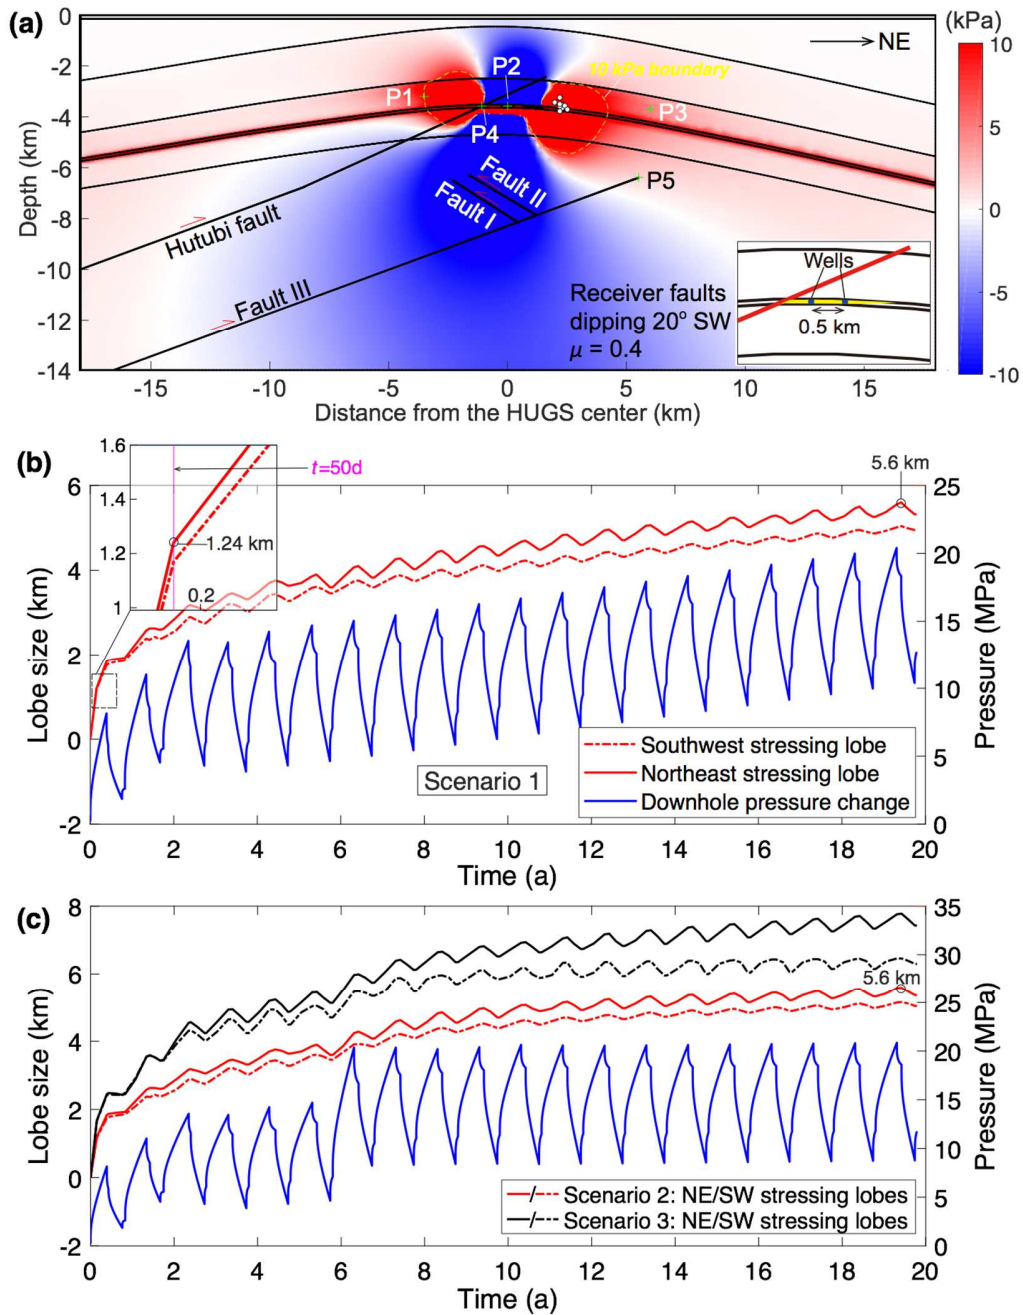 (a)
0
-2
-4
-6
-8
-10
-12
-14
Depth (km)
P1
P2
10 kPa boundary
P3
P4
P5
NE
Fault II
Fault I
Hutubi fault
Fault III
Receiver faults
dipping 20° SW
μ = 0.4
Wells
0.5 km
-15
-10
-5
0
5
10
15
Distance from the HUGS center (km)
(kPa)
10
5
0
-5
-10
(b)
1.6
1.4
1.2
1
t=50d
1.24 km
0.2
5.6 km
6
4
2
0
-2
Lobe size (km)
25
20
15
10
5
0
Pressure (MPa)
Scenario 1
Southwest stressing lobe
Northeast stressing lobe
Downhole pressure change
0 2 4 6 8 10 12 14 16 18 20
Time (a)
(c)
8
6
4
2
0
-2
Lobe size (km)
5.6 km
35
30
25
20
15
10
5
0
Pressure (MPa)
Scenario 2: NE/SW stressing lobes
Scenario 3: NE/SW stressing lobes
0 2 4 6 8 10 12 14 16 18 20
Time (a)